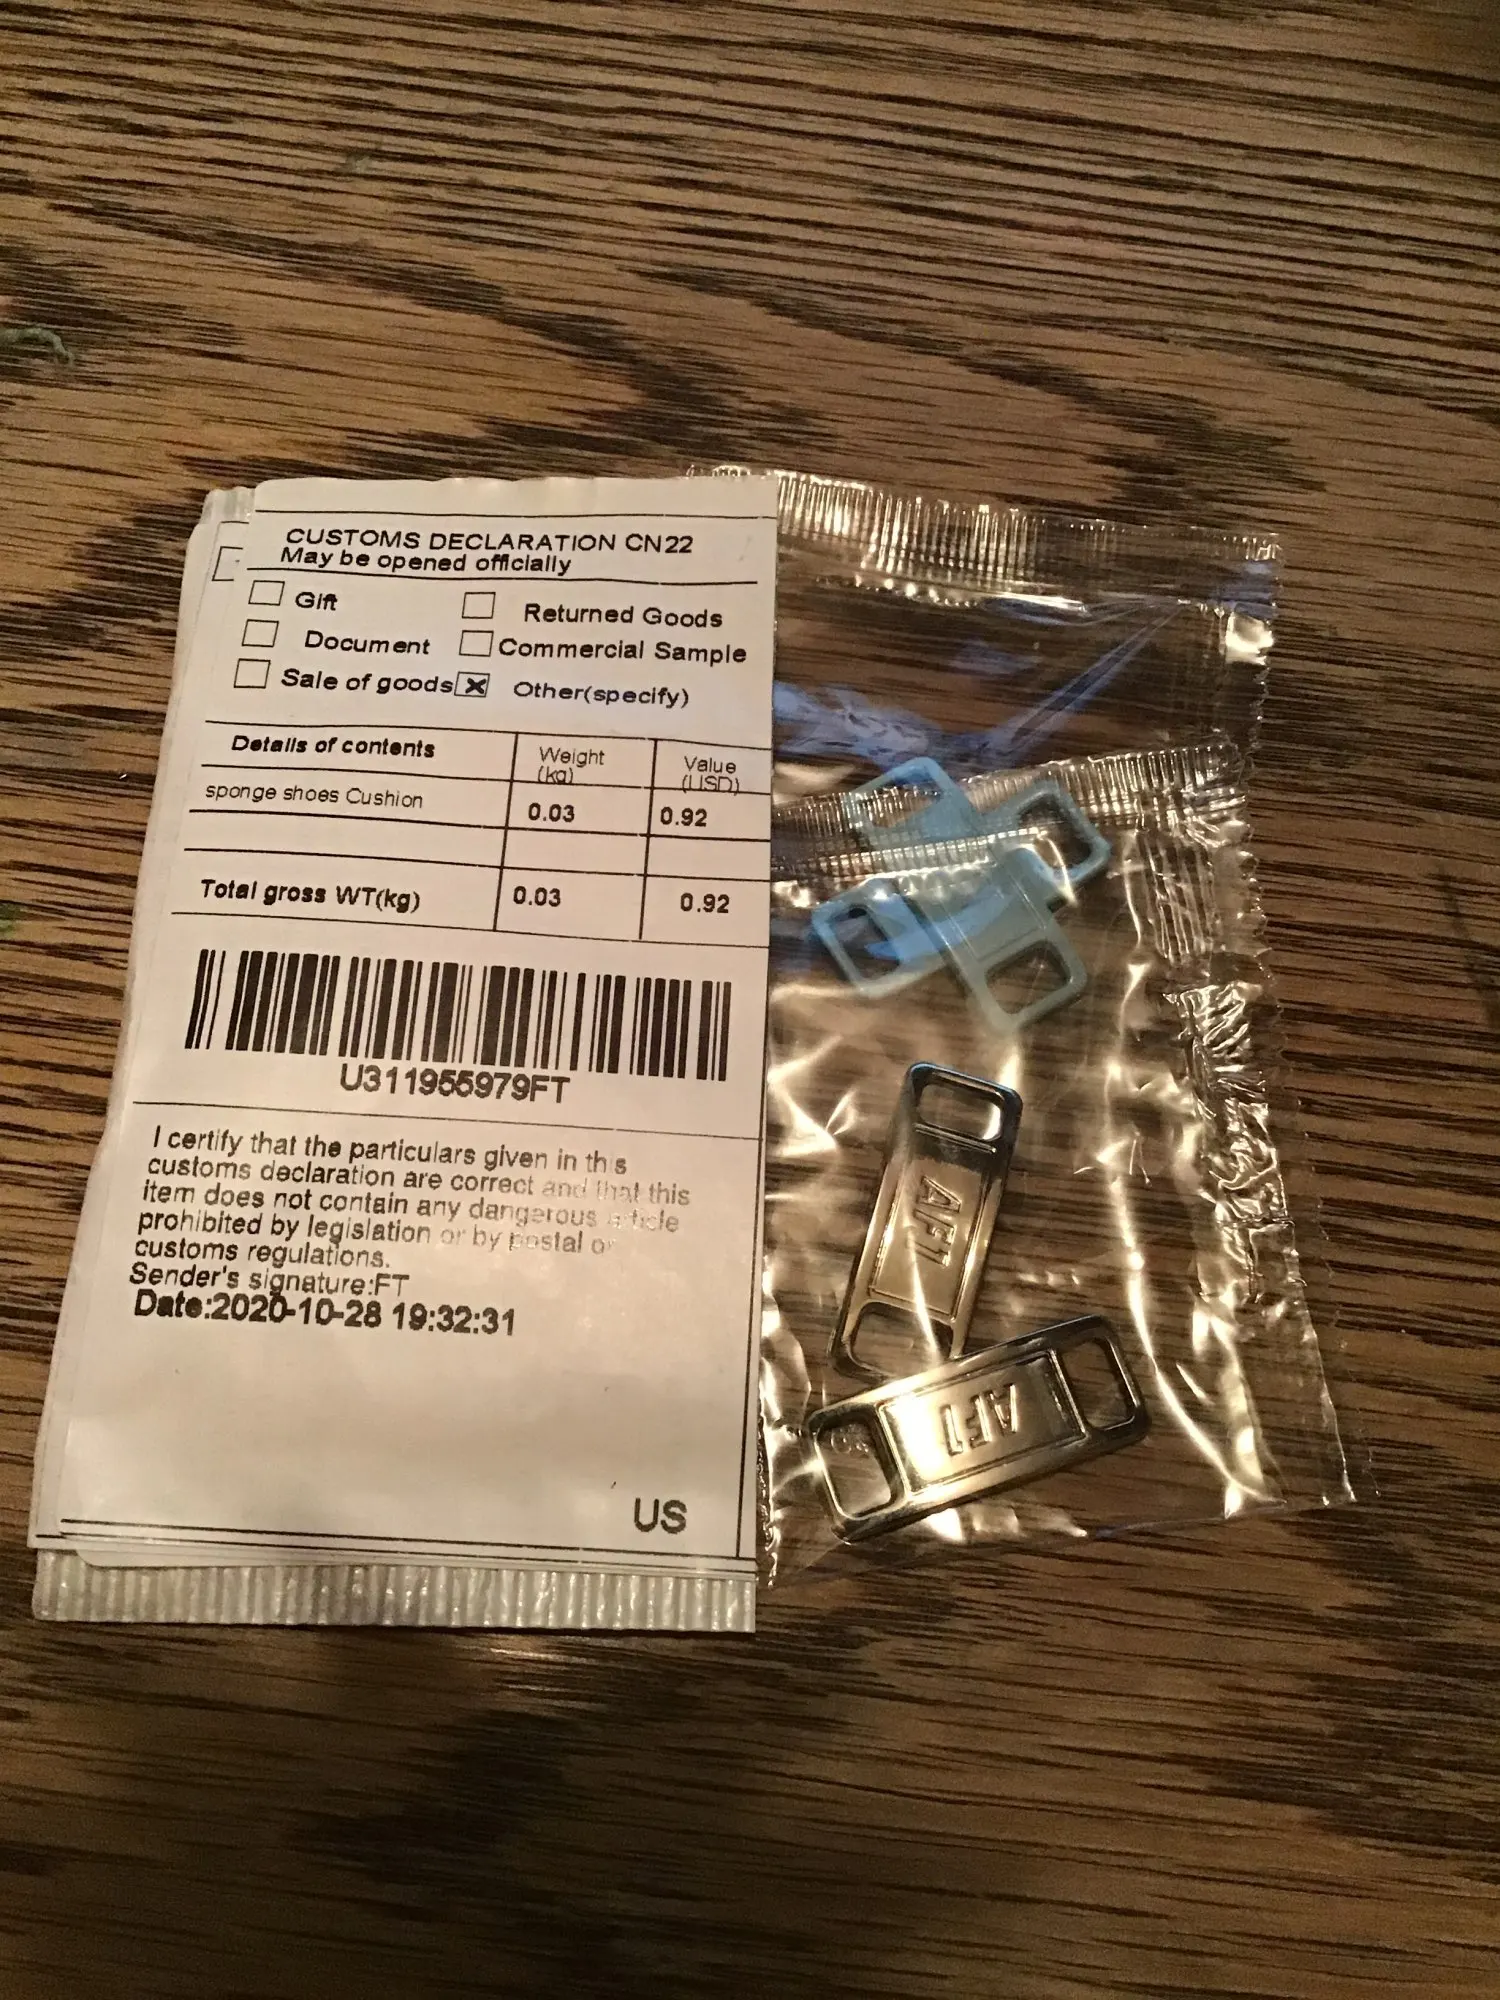 CUSTOMS DECLARATION CN22
May be opened officially
Gift
Returned Goods
Document
Commercial Sample
Sale of goods
Other(specify)
Details of contents
Weight (kg)
Value (USD)
sponge shoes Cushion
0.03
0.92
Total gross WT(kg)
0.03
0.92
U311955979FT
I certify that the particulars given in this
customs declaration are correct and that this
item does not contain any dangerous article
prohibited by legislation or by postal or
customs regulations.
Sender's signature:FT
Date:2020-10-28 19:32:31
US
AF1
AF1